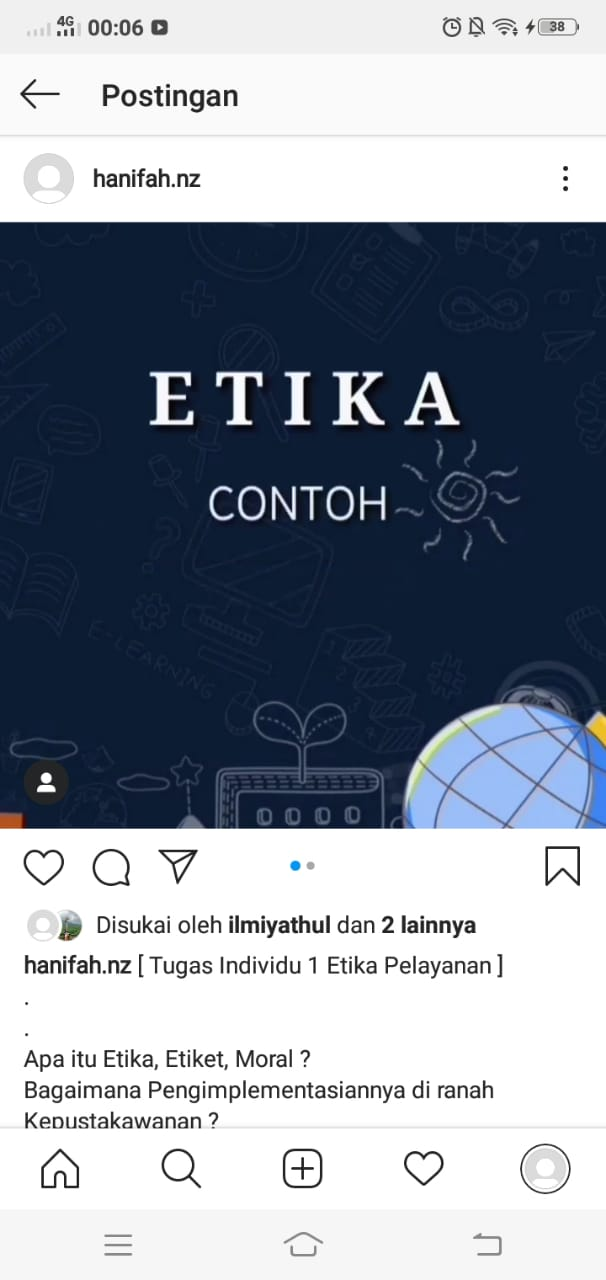 4G 00:06 38
Postingan
hanifah.nz
ETIKA
CONTOH
E-LEARNING
Disukai oleh ilmiyathul dan 2 lainnya
hanifah.nz [ Tugas Individu 1 Etika Pelayanan ]
.
.
Apa itu Etika, Etiket, Moral ?
Bagaimana Pengimplementasiannya di ranah
Kepustakawanan ?